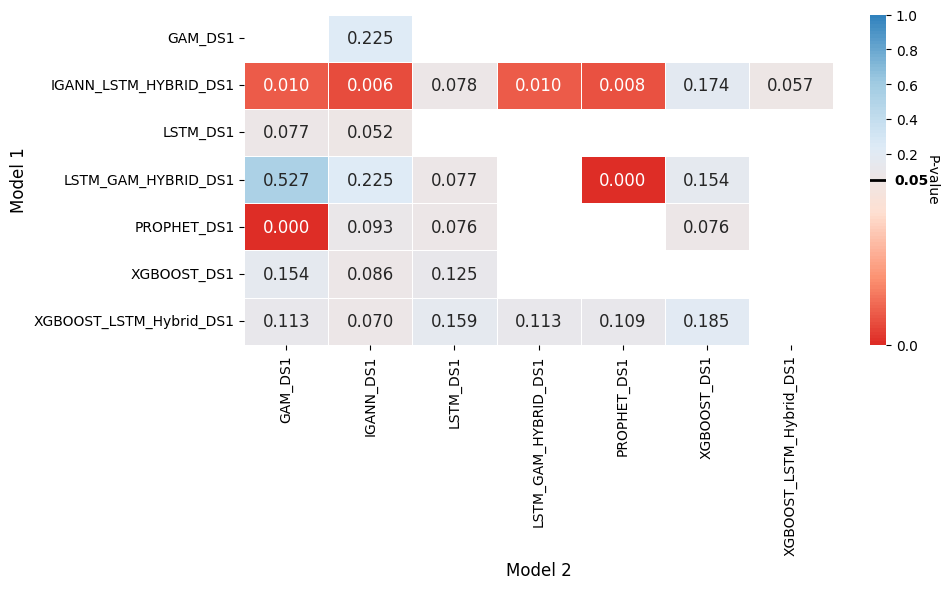 GAM_DS1 0.225
IGANN_LSTM_HYBRID_DS1 0.010 0.006 0.078 0.010 0.008 0.174 0.057
LSTM_DS1 0.077 0.052
LSTM_GAM_HYBRID_DS1 0.527 0.225 0.077 0.000 0.154
PROPHET_DS1 0.000 0.093 0.076 0.076
XGBOOST_DS1 0.154 0.086 0.125
XGBOOST_LSTM_Hybrid_DS1 0.113 0.070 0.159 0.113 0.109 0.185
Model 1
GAM_DS1
IGANN_DS1
LSTM_DS1
LSTM_GAM_HYBRID_DS1
PROPHET_DS1
XGBOOST_DS1
XGBOOST_LSTM_Hybrid_DS1
Model 2
1.0
0.8
0.6
0.4
0.2
0.05
0.0
P-value